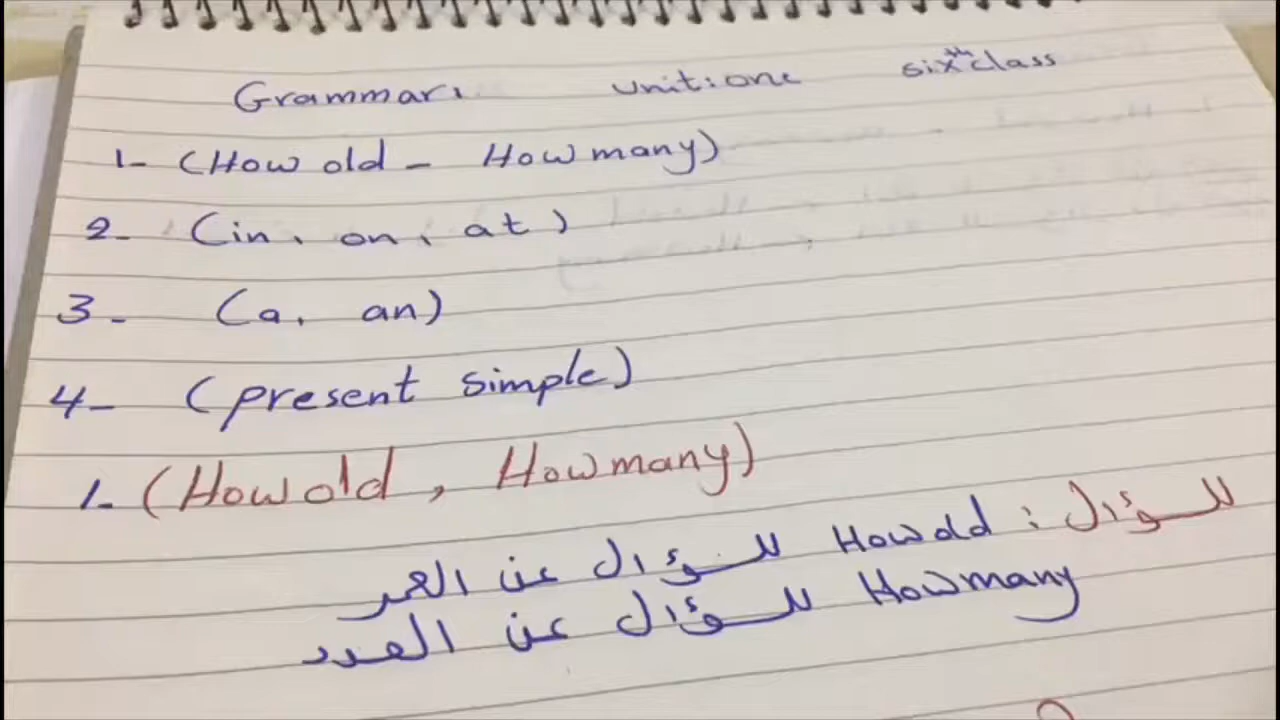 Grammar: unit:one six th class
1- (How old - How many)
2- (in, on, at)
3- (a, an)
4- (present simple)
1- (How old, How many)
للسؤال : How old للسؤال عن العمر
How many للسؤال عن العدد